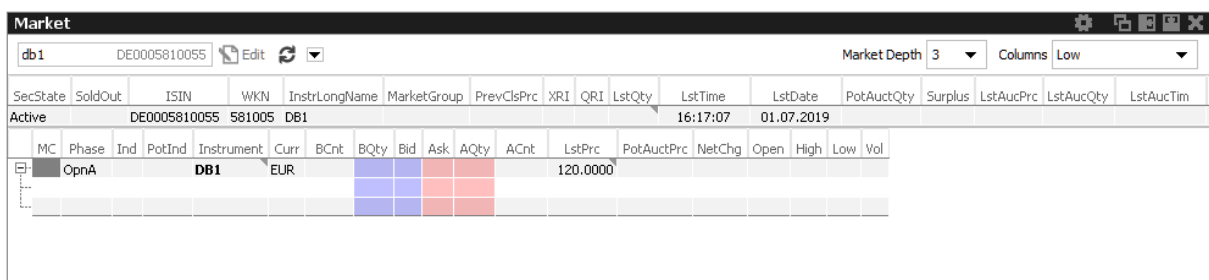 Market
db1 DE0005810055 Edit Market Depth 3 Columns Low
SecState SoldOut ISIN WKN InstrLongName MarketGroup PrevClsPrc XRI QRI LstQty LstTime LstDate PotAuctQty Surplus LstAucPrc LstAucQty LstAucTim
Active DE0005810055 581005 DB1 16:17:07 01.07.2019
MC Phase Ind PotInd Instrument Curr BCnt BQty Bid Ask AQty ACnt LstPrc PotAuctPrc NetChg Open High Low Vol
OpnA DB1 EUR 120.0000